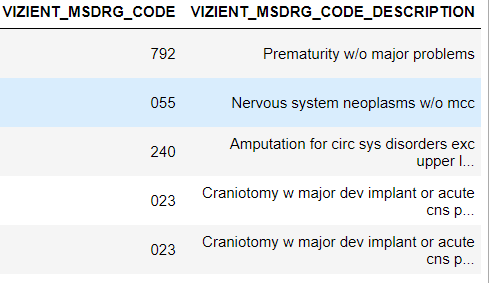 VIZIENT_MSDRG_CODE VIZIENT_MSDRG_CODE_DESCRIPTION
792 Prematurity w/o major problems
055 Nervous system neoplasms w/o mcc
240 Amputation for circ sys disorders exc
upper l...
023 Craniotomy w major dev implant or acute
cns p...
023 Craniotomy w major dev implant or acute
cns p...